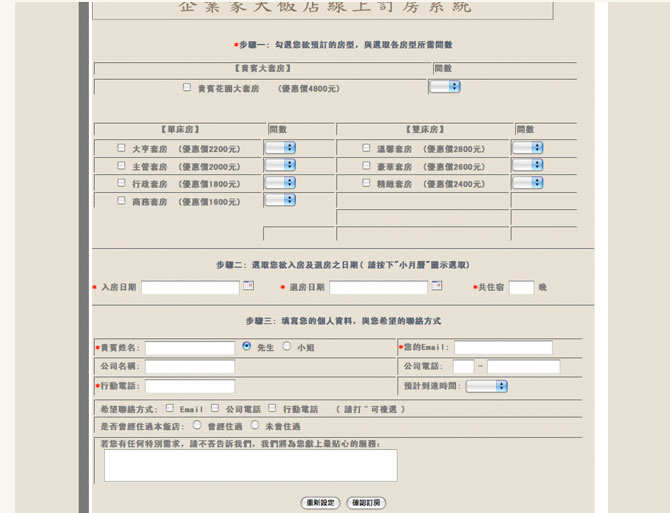 企業家大飯店線上訂房系統
*步驟一: 勾選您欲預訂的房型, 與選取各房型所需間數
【貴賓大套房】 間數
貴賓花園大套房 (優惠價4800元)
【單床房】 間數 【雙床房】 間數
大亨套房 (優惠價2200元) 溫馨套房 (優惠價2800元)
主管套房 (優惠價2000元) 豪華套房 (優惠價2600元)
行政套房 (優惠價1800元) 精緻套房 (優惠價2400元)
商務套房 (優惠價1600元)
步驟二: 選取您欲入房及退房之日期( 請按下"小月曆"圖示選取)
* 入房日期 * 退房日期 *共住宿 晚
步驟三: 填寫您的個人資料, 與您希望的聯絡方式
*貴賓姓名: 先生 小姐 *您的Email:
公司名稱: 公司電話: -
*行動電話: 預計到達時間:
希望聯絡方式: Email 公司電話 行動電話 ( 請打ˇ可複選 )
是否曾經住過本飯店: 曾經住過 未曾住過
若您有任何特別需求, 請不吝告訴我們, 我們將為您獻上最貼心的服務:
重新設定 確認訂房